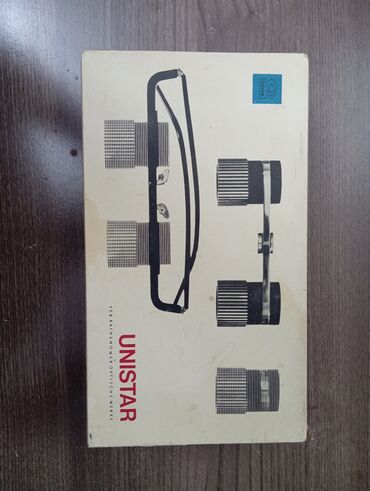 UNISTAR
VEB RATHENOWER OPTISCHE WERKE